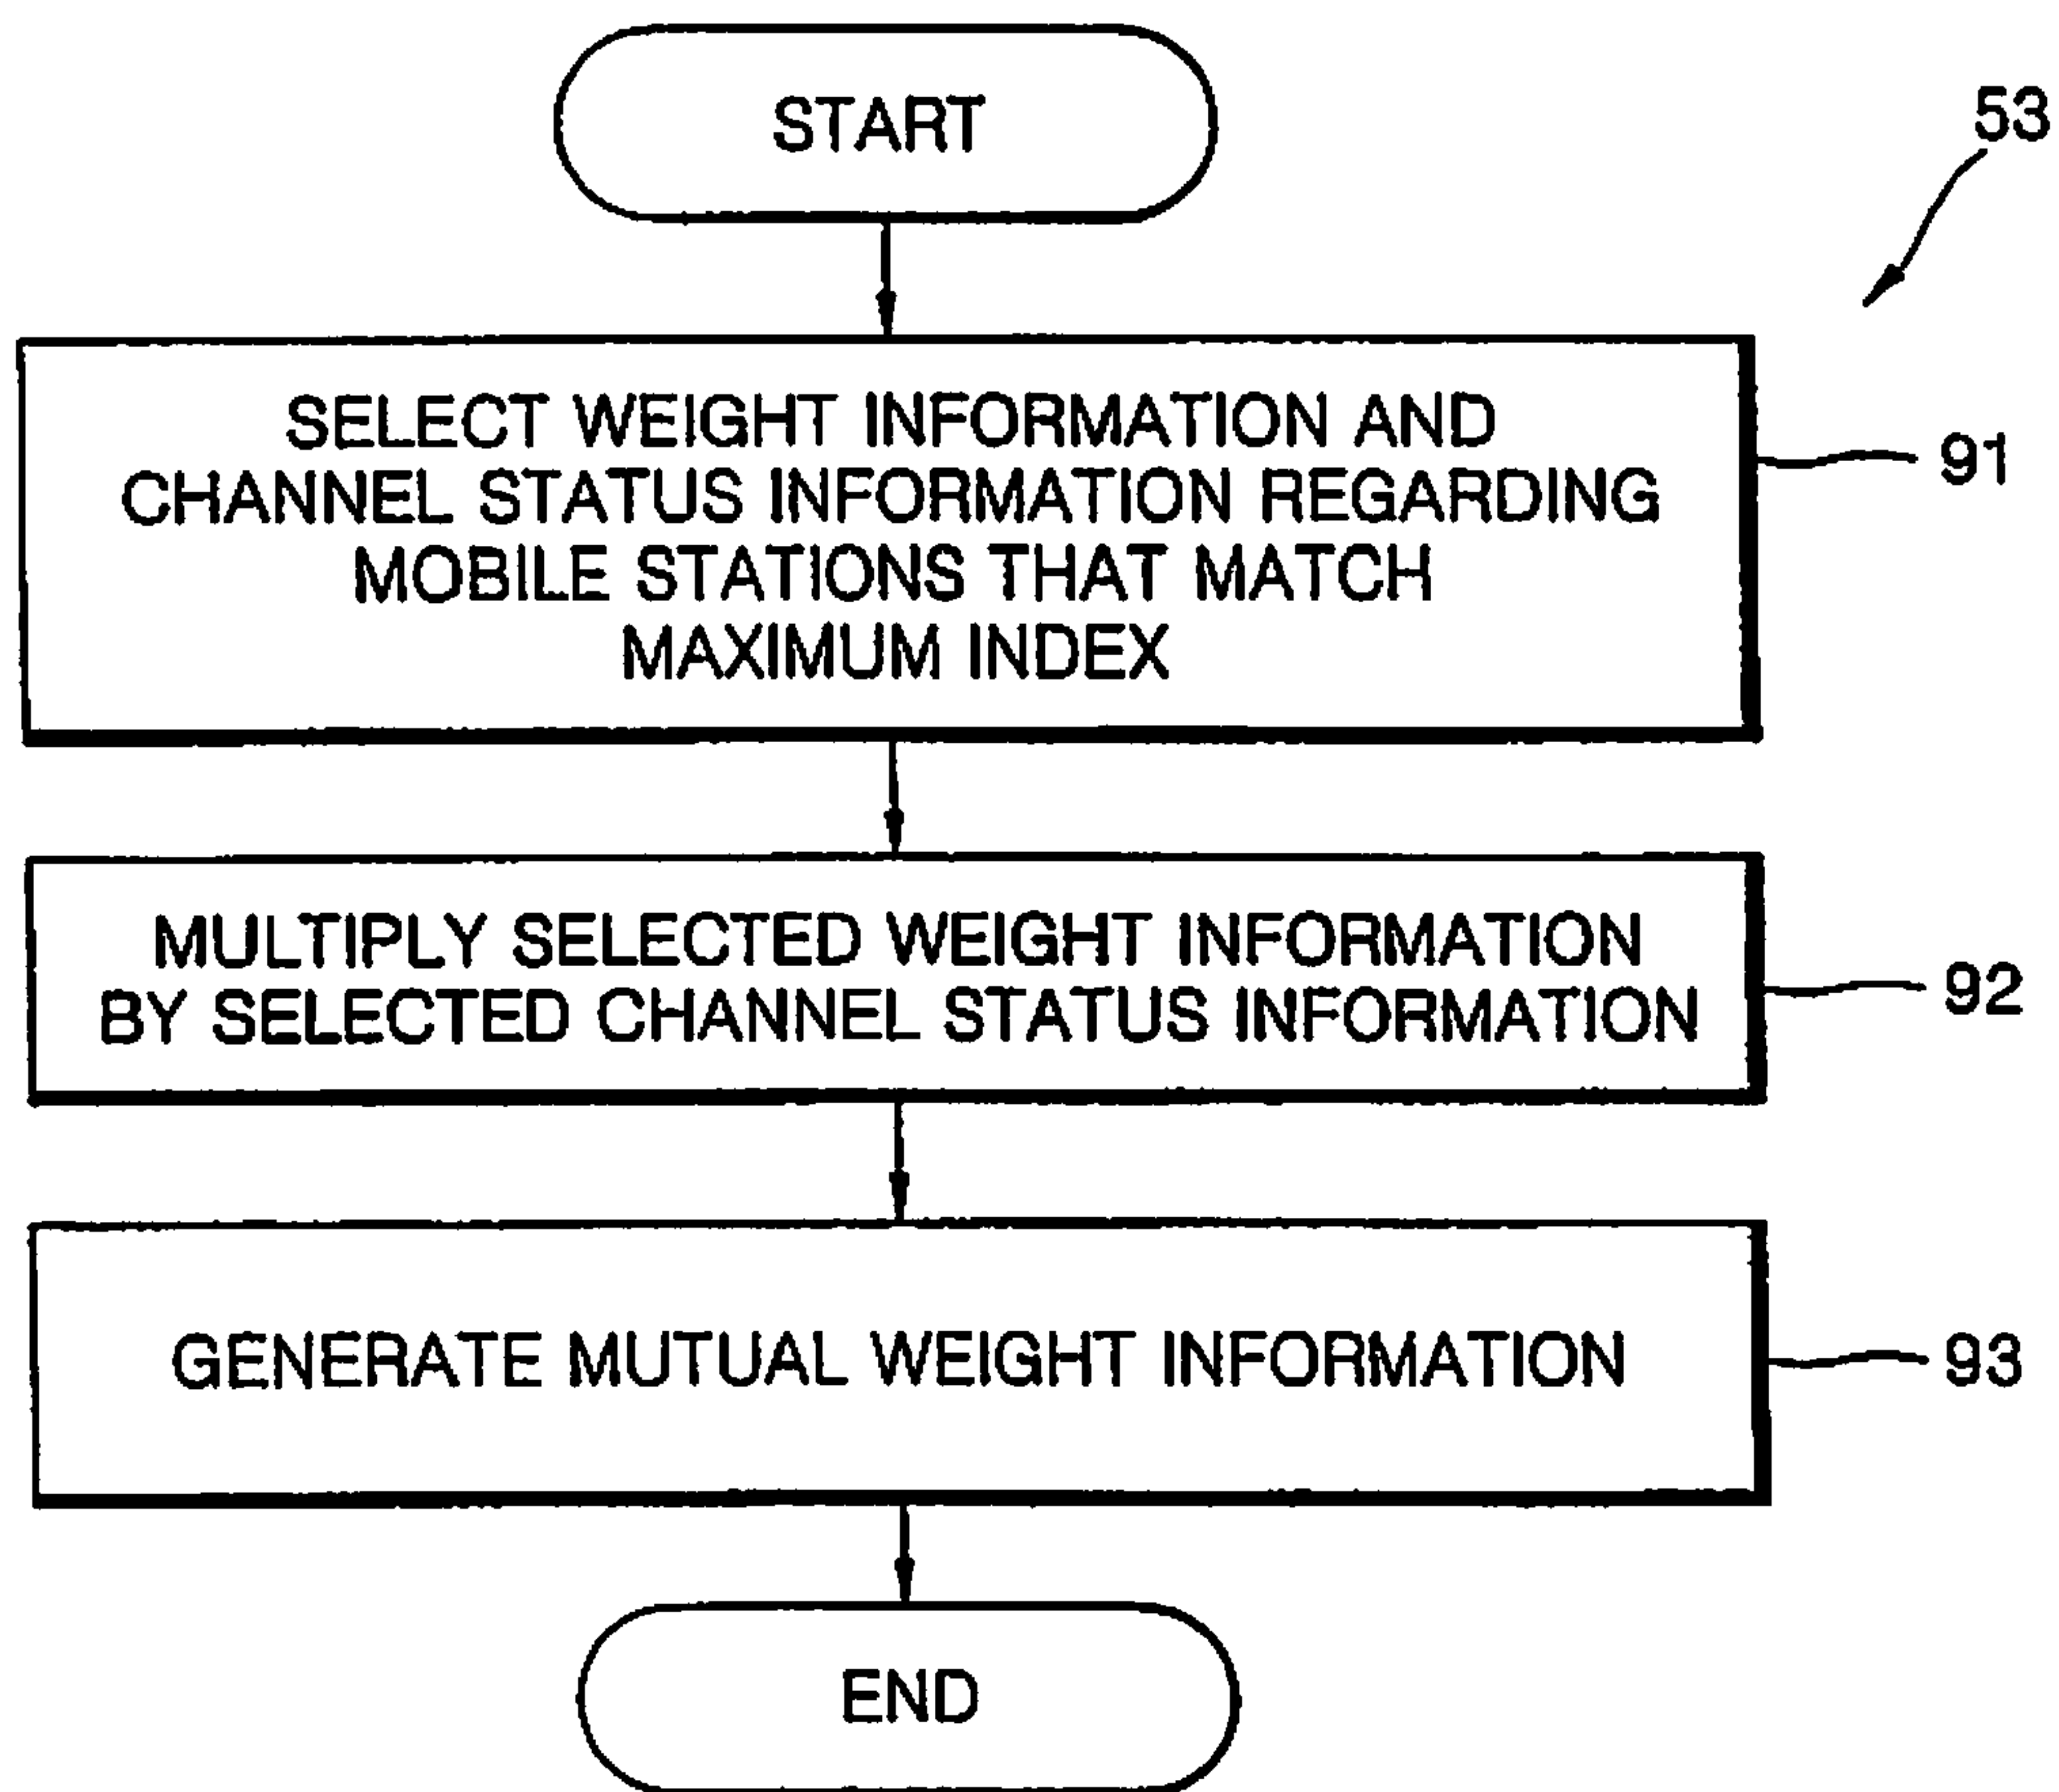 START
53
SELECT WEIGHT INFORMATION AND
CHANNEL STATUS INFORMATION REGARDING
MOBILE STATIONS THAT MATCH
MAXIMUM INDEX
91
MULTIPLY SELECTED WEIGHT INFORMATION
BY SELECTED CHANNEL STATUS INFORMATION
92
GENERATE MUTUAL WEIGHT INFORMATION
93
END